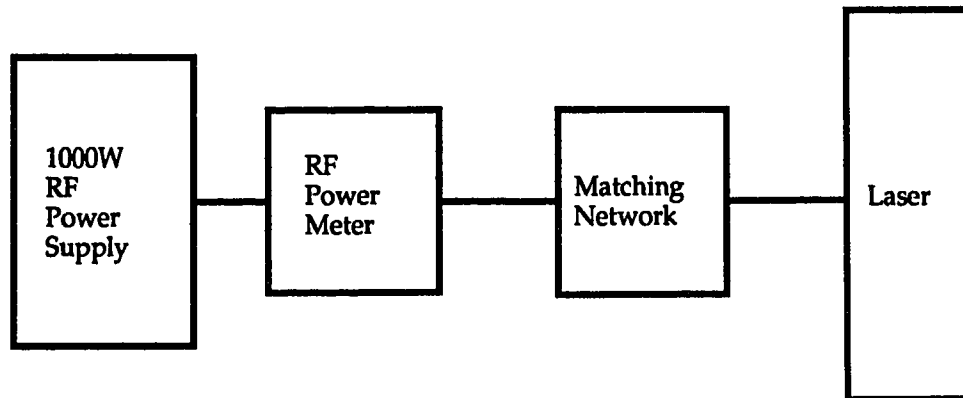 1000W
RF
Power
Supply
RF
Power
Meter
Matching
Network
Laser